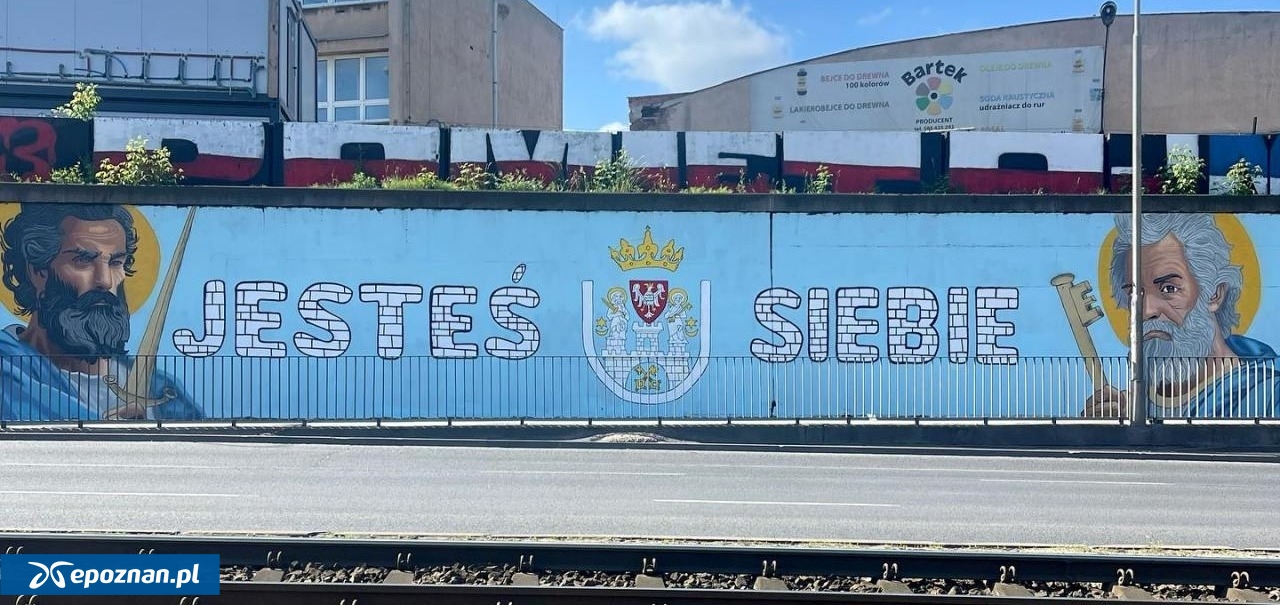 BEJCE DO DREWNA
100 kolorów
LAKIEROBEJCE DO DREWNA
Bartek
PRODUCENT
OLEJE DO DREWNA
SODA KAUSTYCZNA
udrażniacz do rur
JESTEŚ SIEBIE
epoznan.pl